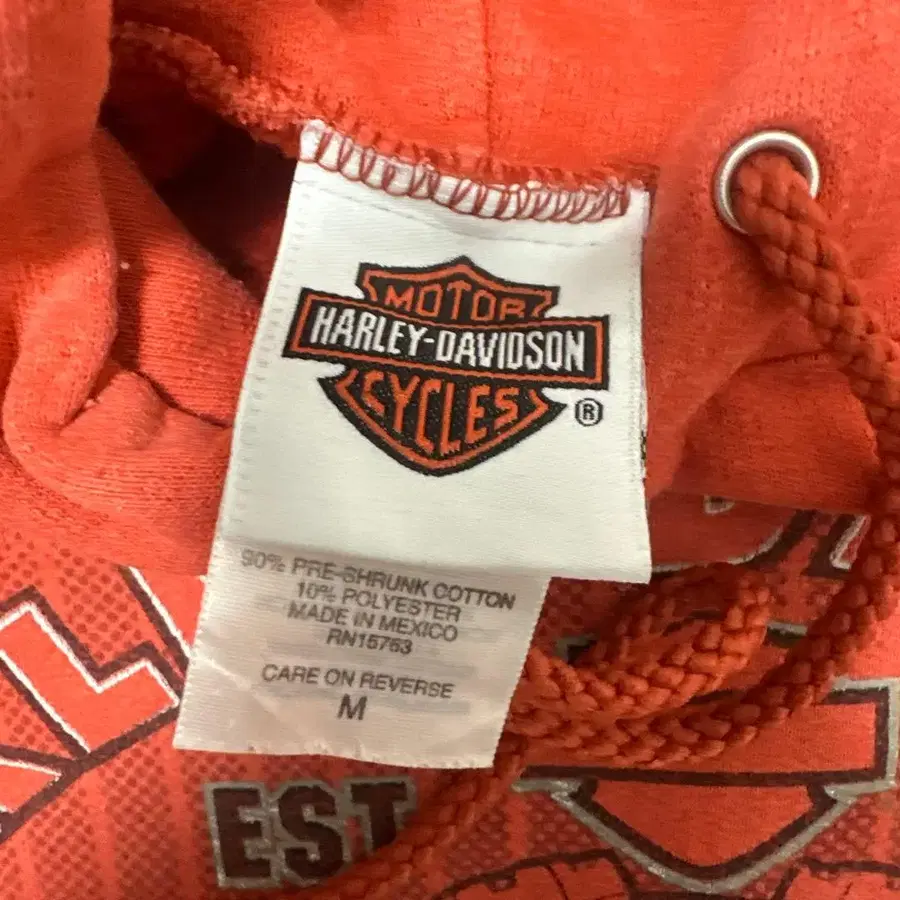 MOTOR
HARLEY-DAVIDSON
CYCLES
®
90% PRE-SHRUNK COTTON
10% POLYESTER
MADE IN MEXICO
RN15763
CARE ON REVERSE
M
EST